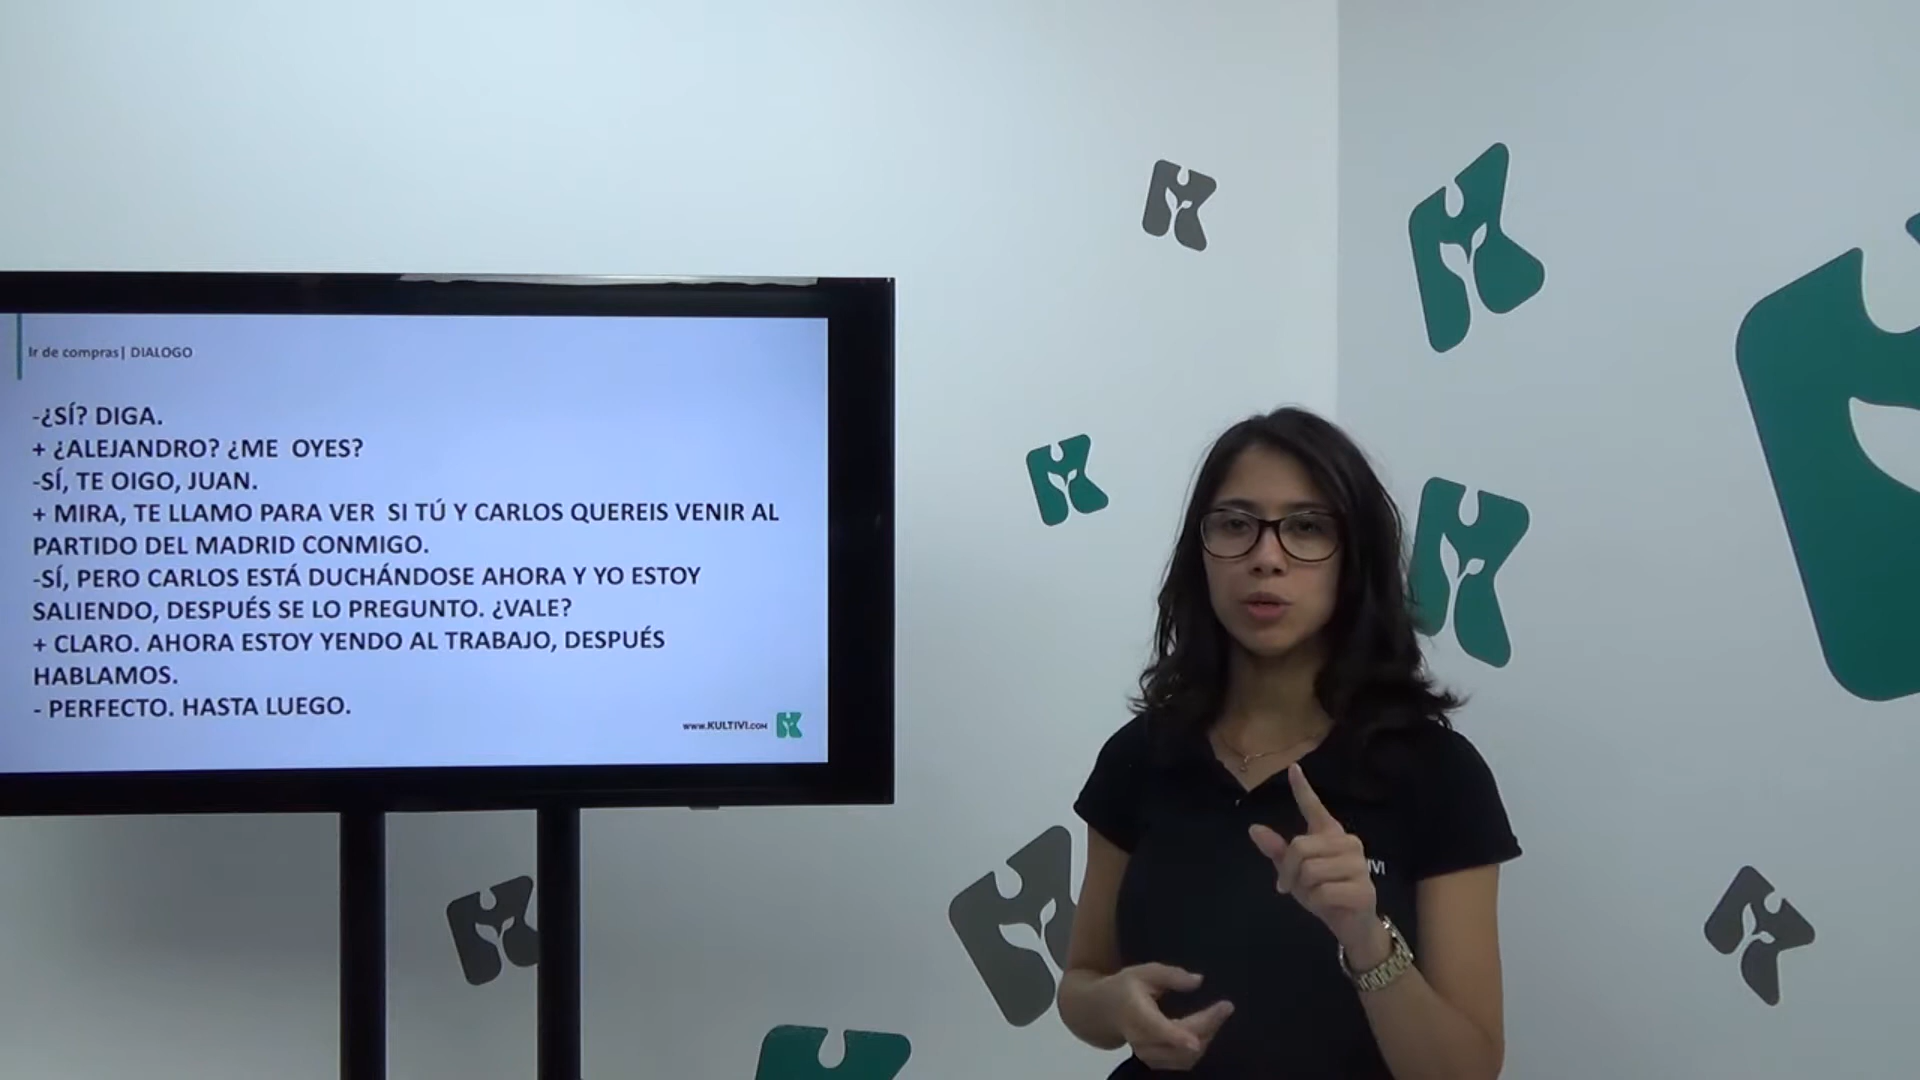 Ir de compras| DIALOGO
-¿SÍ? DIGA.
+ ¿ALEJANDRO? ¿ME OYES?
-SÍ, TE OIGO, JUAN.
+ MIRA, TE LLAMO PARA VER SI TÚ Y CARLOS QUEREIS VENIR AL
PARTIDO DEL MADRID CONMIGO.
-SÍ, PERO CARLOS ESTÁ DUCHÁNDOSE AHORA Y YO ESTOY
SALIENDO, DESPUÉS SE LO PREGUNTO. ¿VALE?
+ CLARO. AHORA ESTOY YENDO AL TRABAJO, DESPUÉS
HABLAMOS.
- PERFECTO. HASTA LUEGO.
www.KULTIVI.COM